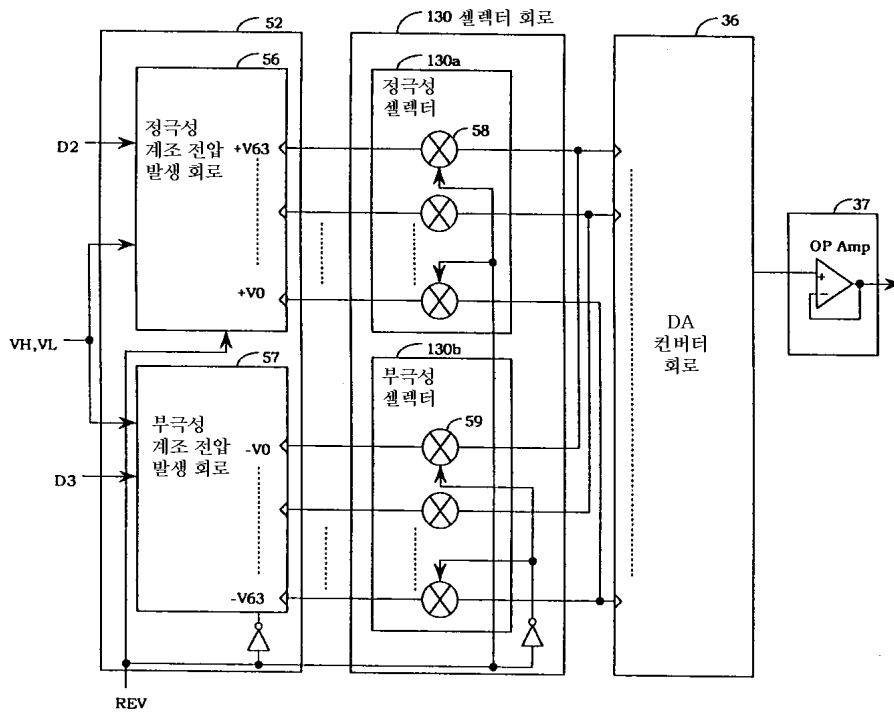 52
130 셀렉터 회로
36
56
130a
정극성
셀렉터
58
D2
정극성
계조 전압
발생 회로
+V63
37
OP Amp
+
-
+V0
DA
컨버터
회로
VH,VL
57
130b
부극성
셀렉터
59
부극성
계조 전압
발생 회로
-V0
D3
-V63
REV